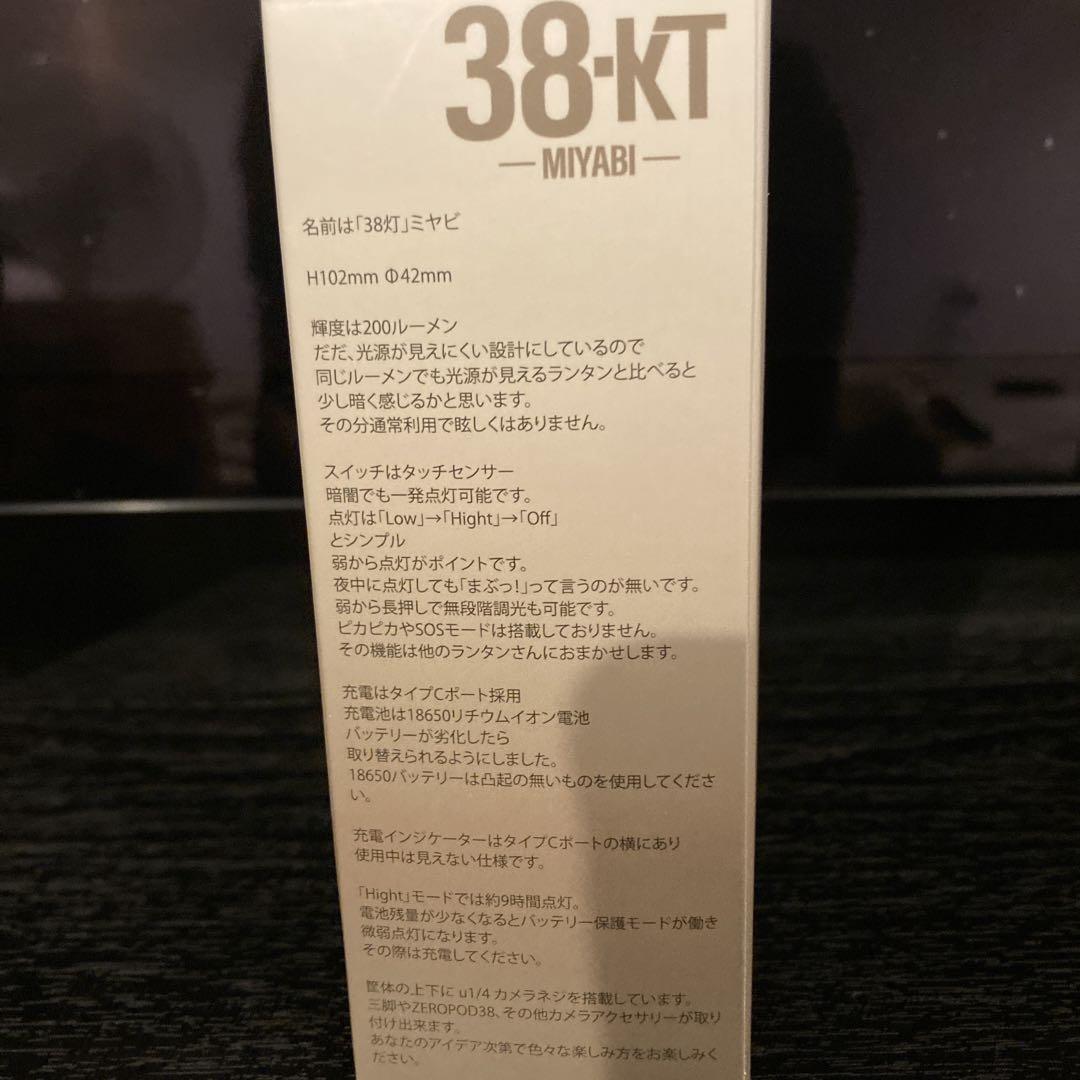 38-KT
MIYABI
名前は「38灯」ミヤビ
H102mm Φ42mm
輝度は200ルーメン
だだ、光源が見えにくい設計にしているので
同じルーメンでも光源が見えるランタンと比べると
少し暗く感じるかと思います。
その分通常利用で眩しくはありません。
スイッチはタッチセンサー
暗闇でも一発点灯可能です。
点灯は「Low」→「Hight」→「Off」
とシンプル
弱から点灯がポイントです。
夜中に点灯しても「まぶっ!」って言うのが無いです。
弱から長押しで無段階調光も可能です。
ピカピカやSOSモードは搭載しておりません。
その機能は他のランタンさんにおまかせします。
充電はタイプCポート採用
充電池は18650リチウムイオン電池
バッテリーが劣化したら
取り替えられるようにしました。
18650バッテリーは凸起の無いものを使用してくださ
い。
充電インジケーターはタイプCポートの横にあり
使用中は見えない仕様です。
「Hight」モードでは約9時間点灯。
電池残量が少なくなるとバッテリー保護モードが働き
微弱点灯になります。
その際は充電してください。
筐体の上下に u1/4 カメラネジを搭載しています。
三脚やZEROPOD38、その他カメラアクセサリーが取り
付け出来ます。
あなたのアイデア次第で色々な楽しみ方をお楽しみく
ださい。